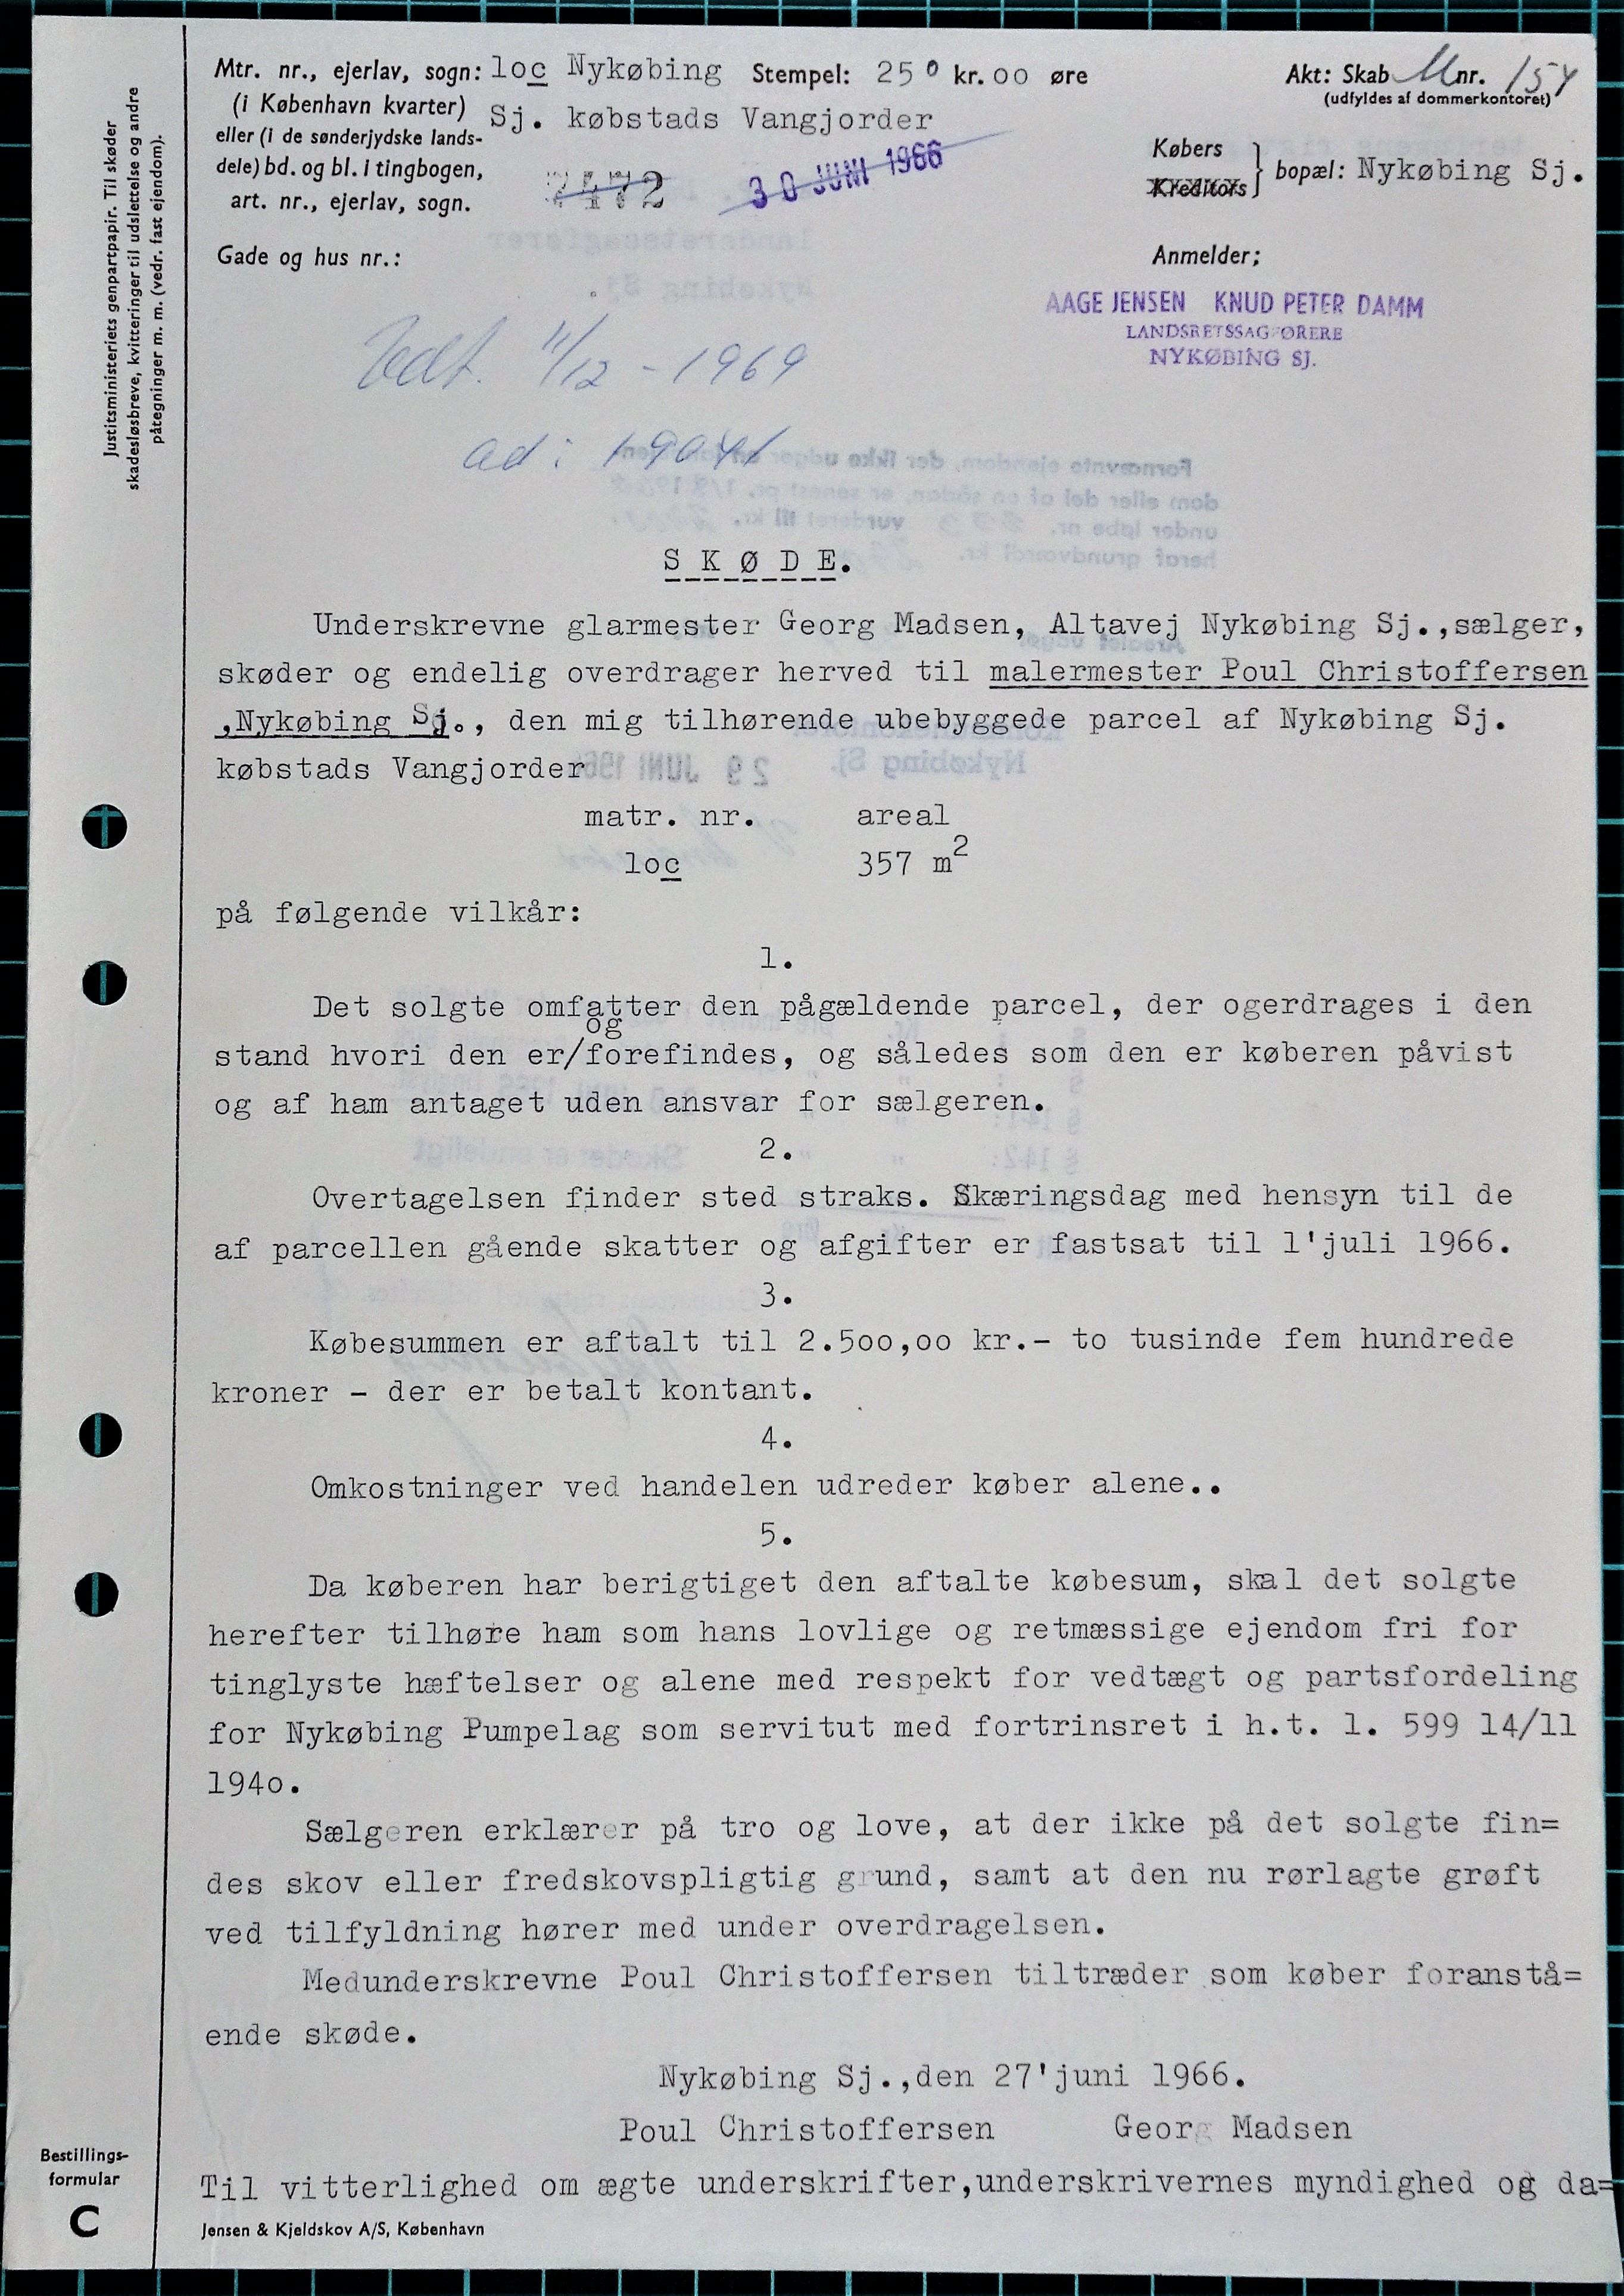 Mtr. nr., ejerlav, sogn: loc Nykøbing Stempel: 250 kr. oo øre Akt: Skab M nr. 154
(i København kvarter) Sj. købstads Vangjorder (udfyldes af dommerkontoret)
eller (i de sønderjydske lands-
dele) bd. og bl. i tingbogen,
art. nr., ejerlav, sogn.
2472 30 JUNI 1966
Købers
Kreditors } bopæl: Nykøbing Sj.
Gade og hus nr.:
Anmelder;
AAGE JENSEN KNUD PETER DAMM
LANDSRETSSAGFØRERE
NYKØBING SJ.
11/12 - 1969
ad: 19041
Justitsministeriets genpartpapir. Til skøder
skadesløsbreve, kvitteringer til udslettelse og andre
påtegninger m. m. (vedr. fast ejendom).
SKØDE.
Underskrevne glarmester Georg Madsen, Altavej Nykøbing Sj.,sælger,
skøder og endelig overdrager herved til malermester Poul Christoffersen
,Nykøbing Sj., den mig tilhørende ubebyggede parcel af Nykøbing Sj.
købstads Vangjorder
matr. nr. areal
loc 357 m2
på følgende vilkår:
1.
Det solgte omfatter den pågældende parcel, der ogerdrages i den
og
stand hvori den er/forefindes, og således som den er køberen påvist
og af ham antaget uden ansvar for sælgeren.
2.
Overtagelsen finder sted straks. Skæringsdag med hensyn til de
af parcellen gående skatter og afgifter er fastsat til l'juli 1966.
3.
Købesummen er aftalt til 2.5oo,oo kr.- to tusinde fem hundrede
kroner - der er betalt kontant.
4.
Omkostninger ved handelen udreder køber alene..
5.
Da køberen har berigtiget den aftalte købesum, skal det solgte
herefter tilhøre ham som hans lovlige og retmæssige ejendom fri for
tinglyste hæftelser og alene med respekt for vedtægt og partsfordeling
for Nykøbing Pumpelag som servitut med fortrinsret i h.t. l. 599 14/11
194o.
Sælgeren erklærer på tro og love, at der ikke på det solgte fin=
des skov eller fredskovspligtig grund, samt at den nu rørlagte grøft
ved tilfyldning hører med under overdragelsen.
Medunderskrevne Poul Christoffersen tiltræder som køber foranstå=
ende skøde.
Nykøbing Sj.,den 27'juni 1966.
Poul Christoffersen Georg Madsen
Til vitterlighed om ægte underskrifter,underskrivernes myndighed og da=
Bestillings-
formular
C
Jensen & Kjeldskov A/S, København